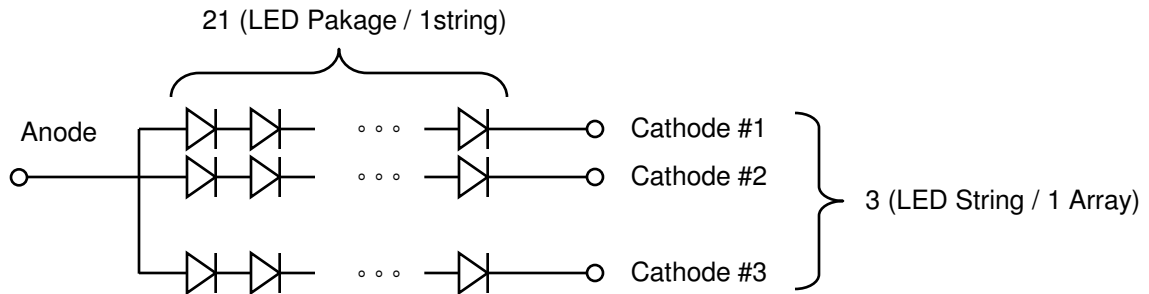 21 (LED Pakage / 1string)
Anode
Cathode #1
Cathode #2
3 (LED String / 1 Array)
Cathode #3